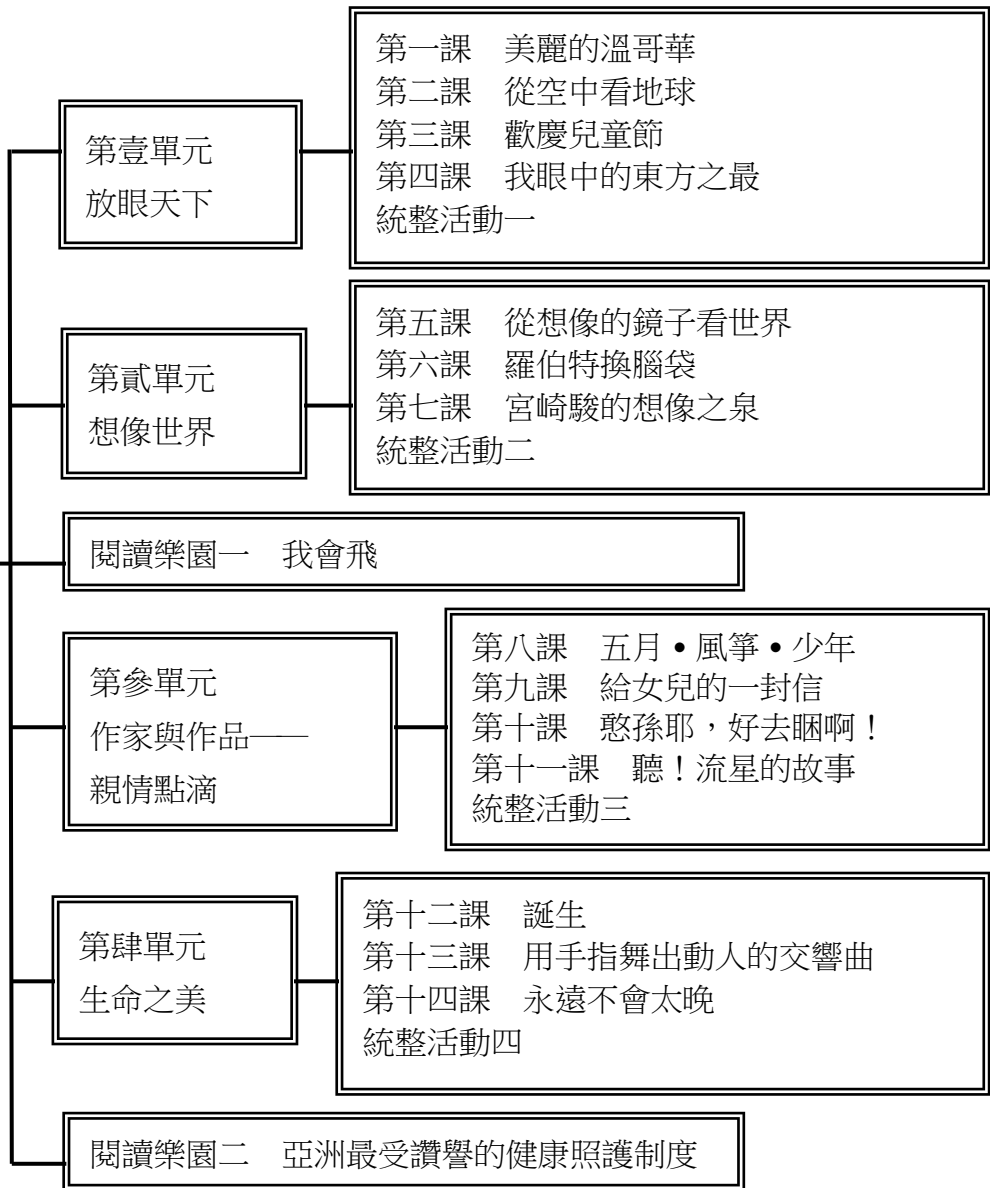 第壹單元
放眼天下
第一課　美麗的溫哥華
第二課　從空中看地球
第三課　歡慶兒童節
第四課　我眼中的東方之最
統整活動一
第貳單元
想像世界
第五課　從想像的鏡子看世界
第六課　羅伯特換腦袋
第七課　宮崎駿的想像之泉
統整活動二
閱讀樂園一　我會飛
第參單元
作家與作品——
親情點滴
第八課　五月•風箏•少年
第九課　給女兒的一封信
第十課　憨孫耶，好去睏啊！
第十一課　聽！流星的故事
統整活動三
第肆單元
生命之美
第十二課　誕生
第十三課　用手指舞出動人的交響曲
第十四課　永遠不會太晚
統整活動四
閱讀樂園二　亞洲最受讚譽的健康照護制度